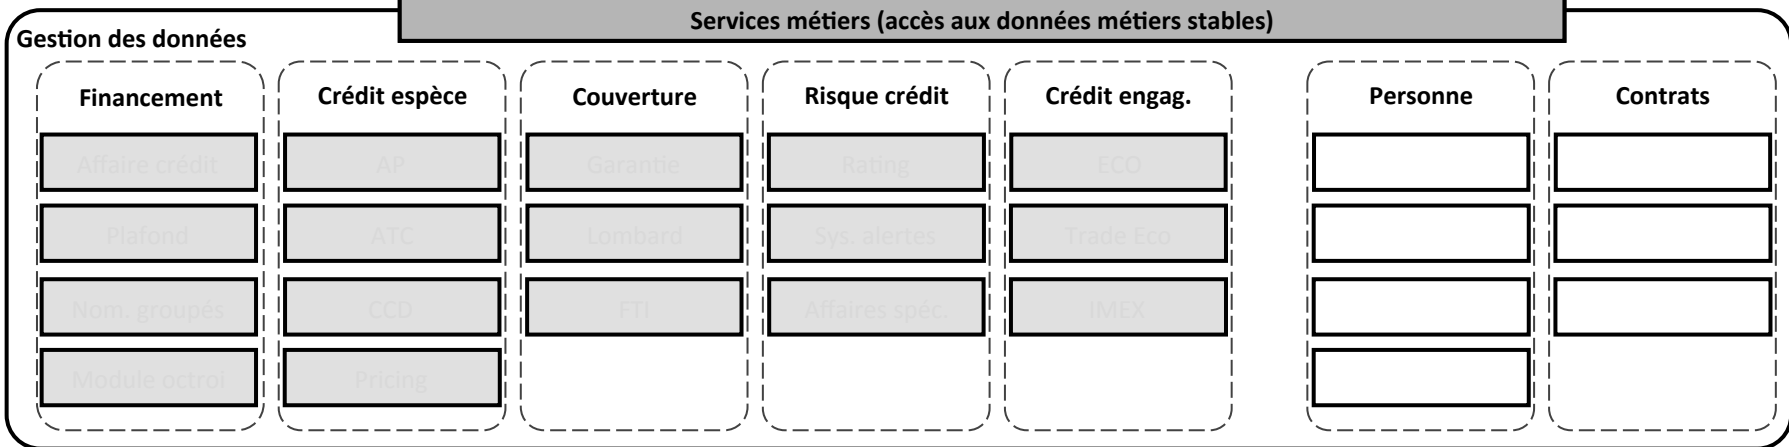 Services métiers (accès aux données métiers stables)
Gestion des données
Financement
Crédit espèce
Couverture
Risque crédit
Crédit engag.
Personne
Contrats
Affaire crédit
AP
Garantie
Rating
ECO
Plafond
ATC
Lombard
Sys. alertes
Trade Eco
Nom. groupés
CCD
FTI
Affaires spéc.
IMEX
Module octroi
Pricing